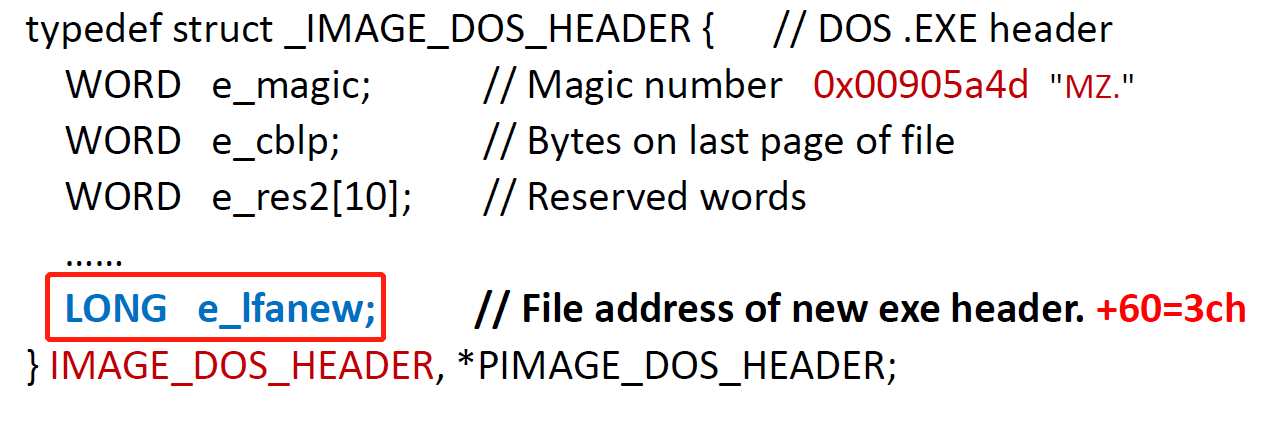 typedef struct _IMAGE_DOS_HEADER { // DOS .EXE header
WORD e_magic; // Magic number 0x00905a4d "MZ."
WORD e_cblp; // Bytes on last page of file
WORD e_res2[10]; // Reserved words
……
LONG e_lfanew; // File address of new exe header. +60=3ch
} IMAGE_DOS_HEADER, *PIMAGE_DOS_HEADER;